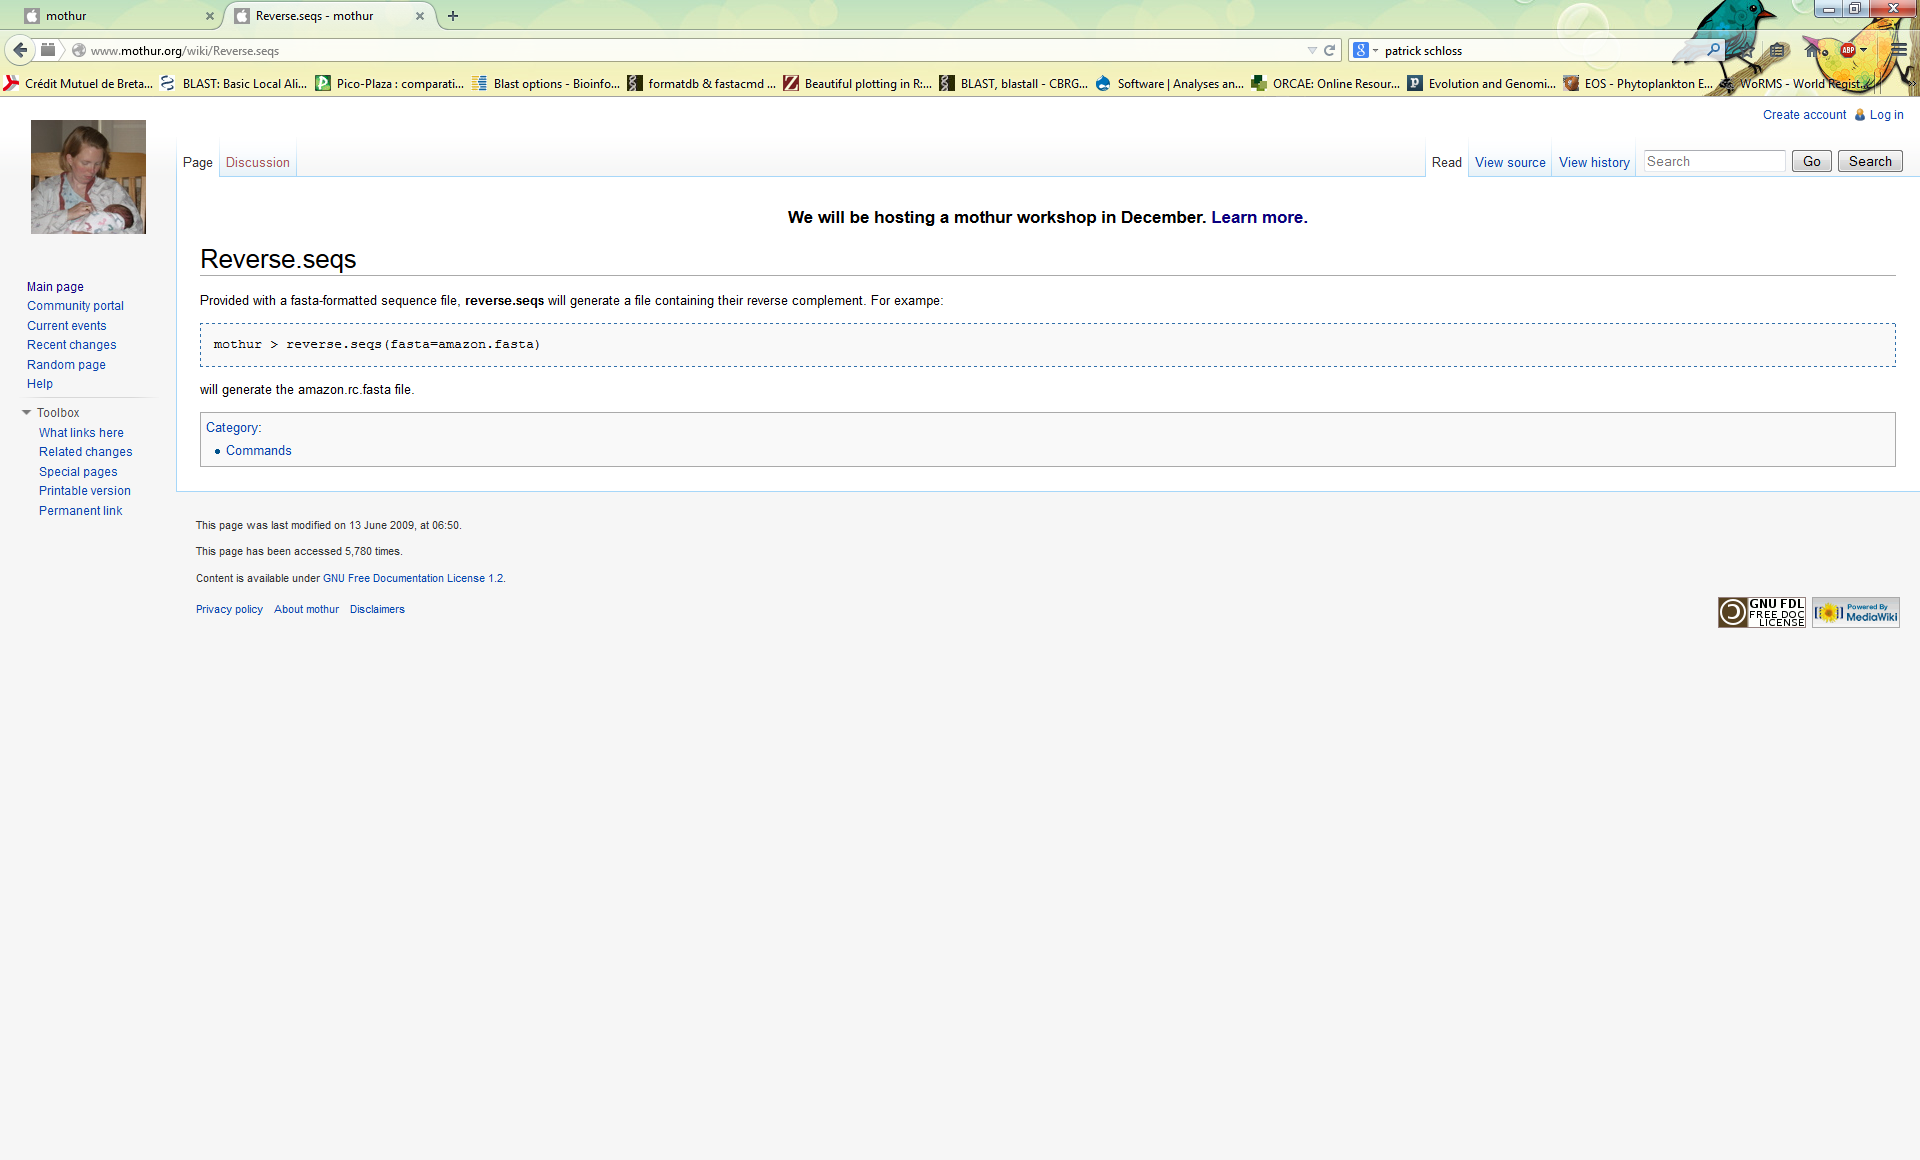 mothur
Reverse.seqs - mothur
www.mothur.org/wiki/Reverse.seqs
patrick schloss
ABP
Crédit Mutuel de Breta...
BLAST: Basic Local Ali...
Pico-Plaza : comparati...
Blast options - Bioinfo...
formatdb & fastacmd ...
Beautiful plotting in R:...
BLAST, blastall - CBRG...
Software | Analyses an...
ORCAE: Online Resour...
Evolution and Genomi...
EOS - Phytoplankton E...
WoRMS - World Regist...
Create account
Log in
Page
Discussion
Read
View source
View history
Search
Go
Search
We will be hosting a mothur workshop in December. Learn more.
Reverse.seqs
Provided with a fasta-formatted sequence file, reverse.seqs will generate a file containing their reverse complement. For exampe:
mothur > reverse.seqs(fasta=amazon.fasta)
will generate the amazon.rc.fasta file.
Category:
Commands
Main page
Community portal
Current events
Recent changes
Random page
Help
Toolbox
What links here
Related changes
Special pages
Printable version
Permanent link
This page was last modified on 13 June 2009, at 06:50.
This page has been accessed 5,780 times.
Content is available under GNU Free Documentation License 1.2.
Privacy policy
About mothur
Disclaimers
GNU FDL
FREE DOC
LICENSE
Powered By
MediaWiki